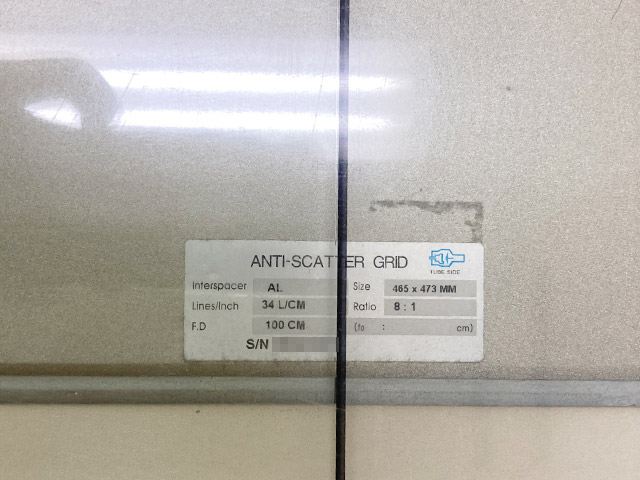 ANTI-SCATTER GRID
TUBE SIDE
Interspacer AL Size 465 x 473 MM
Lines/Inch 34 L/CM Ratio 8 : 1
F.D 100 CM (fo : cm)
S/N